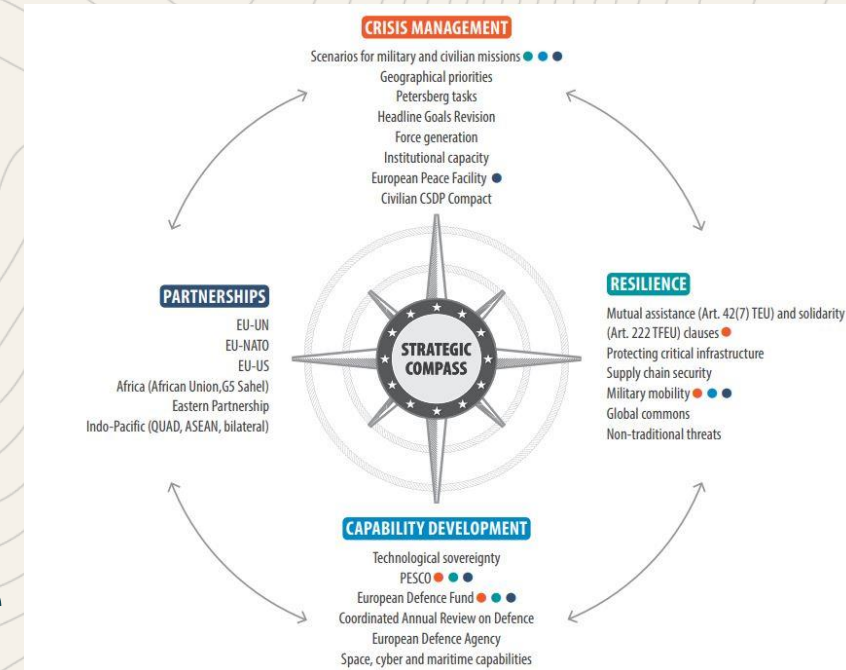 CRISIS MANAGEMENT
Scenarios for military and civilian missions
Geographical priorities
Petersberg tasks
Headline Goals Revision
Force generation
Institutional capacity
European Peace Facility
Civilian CSDP Compact
PARTNERSHIPS
EU-UN
EU-NATO
EU-US
Africa (African Union,G5 Sahel)
Eastern Partnership
Indo-Pacific (QUAD, ASEAN, bilateral)
STRATEGIC
COMPASS
RESILIENCE
Mutual assistance (Art. 42(7) TEU) and solidarity
(Art. 222 TFEU) clauses
Protecting critical infrastructure
Supply chain security
Military mobility
Global commons
Non-traditional threats
CAPABILITY DEVELOPMENT
Technological sovereignty
PESCO
European Defence Fund
Coordinated Annual Review on Defence
European Defence Agency
Space, cyber and maritime capabilities